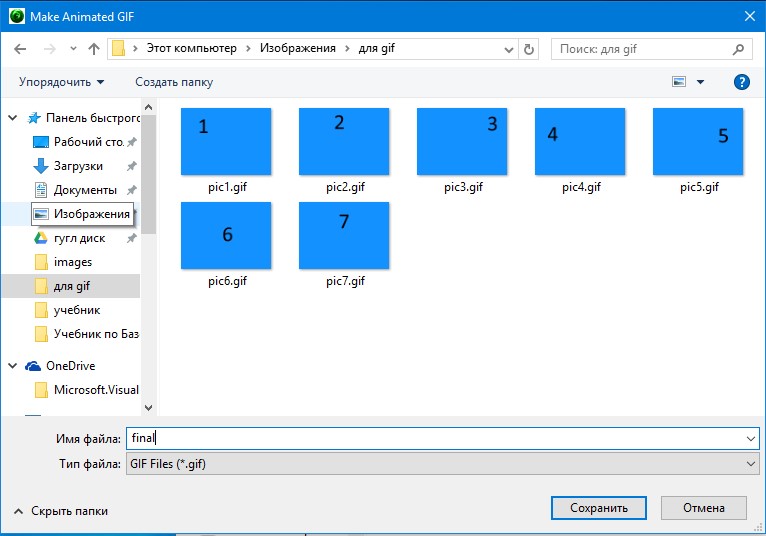 Make Animated GIF
Этот компьютер > Изображения > для gif
Поиск: для gif
Упорядочить
Создать папку
?
Панель быстрого
Рабочий сто.
Загрузки
Документы
Изображения
гугл диск
images
для gif
учебник
Учебник по Баз
OneDrive
Microsoft.Visual
1 2 3 4 5
pic1.gif pic2.gif pic3.gif pic4.gif pic5.gif
6 7
pic6.gif pic7.gif
Имя файла: final
Тип файла: GIF Files (*.gif)
Скрыть папки
Сохранить
Отмена